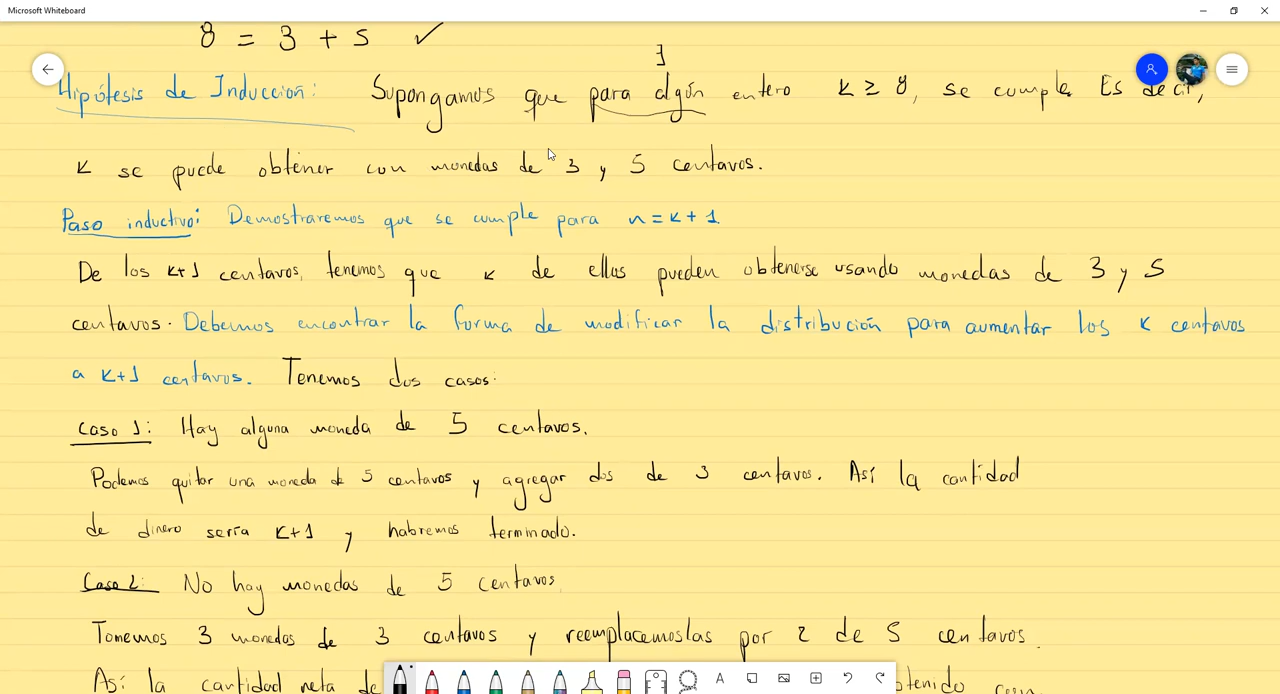 Microsoft Whiteboard
8 = 3 + 5 ✓
∃
Hipótesis de Inducción: Supongamos que para algún entero K ≥ 8, se cumple. Es decir,
K se puede obtener con monedas de 3 y 5 centavos.
Paso inductivo: Demostraremos que se cumple para n = K + 1
De los K+1 centavos, tenemos que K de ellos pueden obtenerse usando monedas de 3 y 5
centavos. Debemos encontrar la forma de modificar la distribución para aumentar los K centavos
a K+1 centavos. Tenemos dos casos:
Caso 1: Hay alguna moneda de 5 centavos.
Podemos quitar una moneda de 5 centavos y agregar dos de 3 centavos. Así la cantidad
de dinero sería K+1 y habremos terminado.
Caso 2: No hay monedas de 5 centavos.
Tomemos 3 monedas de 3 centavos y reemplacemoslas por 2 de 5 centavos.
Así la cantidad neta de